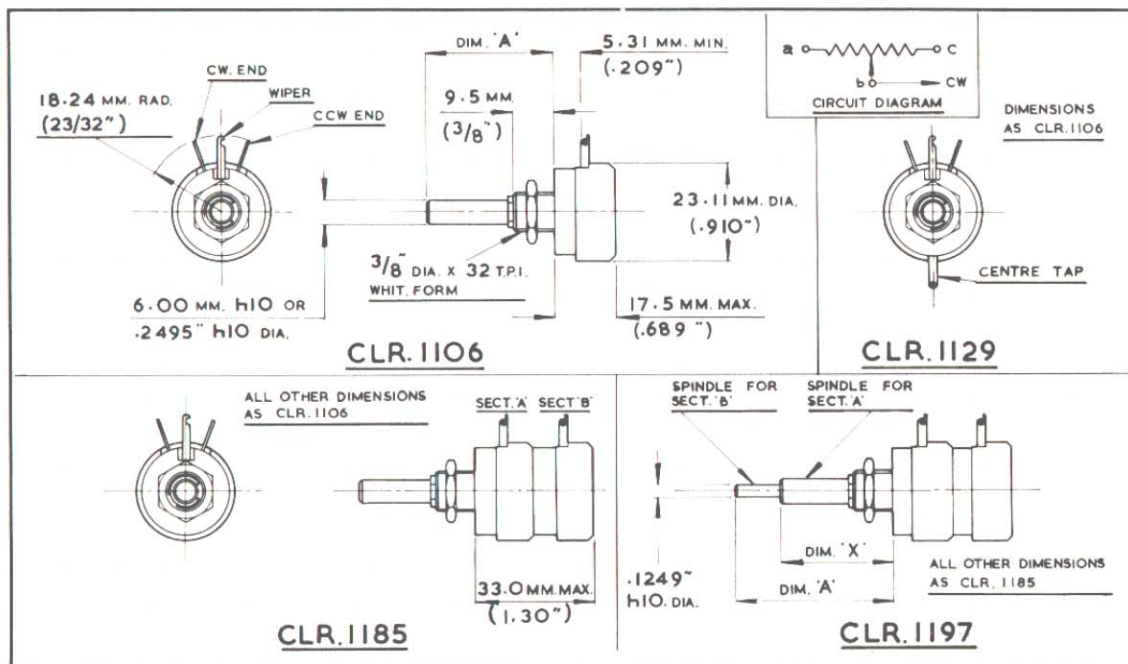 DIM. 'A'
5.31 MM. MIN.
(.209")
CW. END
WIPER
CCW END
18.24 MM. RAD.
(23/32")
9.5 MM.
(3/8")
23.11 MM. DIA.
(.910")
3/8" DIA. X 32 T.P.I.
WHIT. FORM
6.00 MM. h10 OR
.2495" h10 DIA.
17.5 MM. MAX.
(.689")
CLR. 1106
a
c
b
CW
CIRCUIT DIAGRAM
DIMENSIONS
AS CLR.1106
CENTRE TAP
CLR. 1129
ALL OTHER DIMENSIONS
AS CLR. 1106
SECT.'A' SECT.'B'
33.0 MM. MAX.
(1.30")
CLR. 1185
SPINDLE FOR
SECT. 'B'
SPINDLE FOR
SECT. 'A'
DIM. 'X'
.1249"
h10. DIA.
DIM. 'A'
ALL OTHER DIMENSIONS
AS CLR. 1185
CLR. 1197